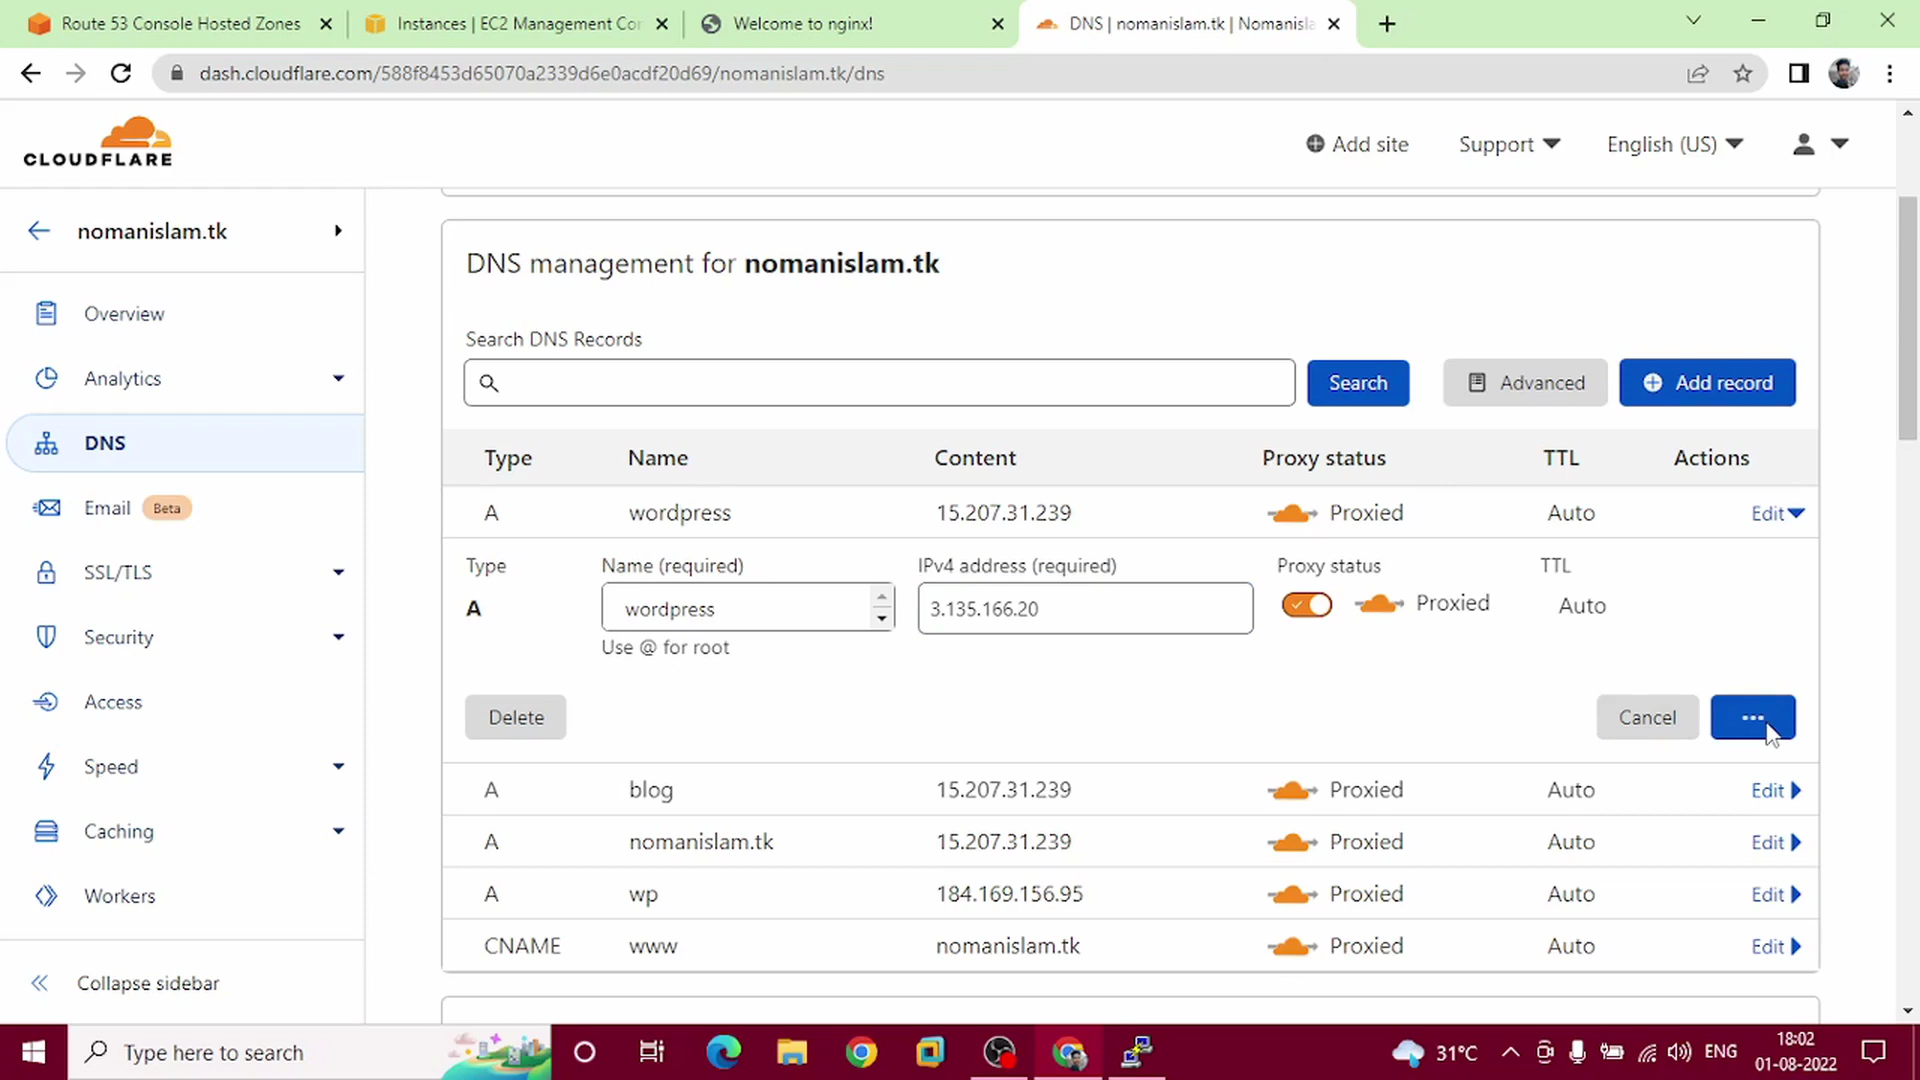 Route 53 Console Hosted Zones
Instances | EC2 Management Con
Welcome to nginx!
DNS | nomanislam.tk | Nomanisla
dash.cloudflare.com/588f8453d65070a2339d6e0acdf20d69/nomanislam.tk/dns
CLOUDFLARE
Add site
Support
English (US)
nomanislam.tk
Overview
Analytics
DNS
Email Beta
SSL/TLS
Security
Access
Speed
Caching
Workers
Collapse sidebar
DNS management for nomanislam.tk
Search DNS Records
Search
Advanced
Add record
Type Name Content Proxy status TTL Actions
A wordpress 15.207.31.239 Proxied Auto Edit
Type Name (required) IPv4 address (required) Proxy status TTL
A wordpress 3.135.166.20 Proxied Auto
Use @ for root
Delete Cancel ...
A blog 15.207.31.239 Proxied Auto Edit
A nomanislam.tk 15.207.31.239 Proxied Auto Edit
A wp 184.169.156.95 Proxied Auto Edit
CNAME www nomanislam.tk Proxied Auto Edit
Type here to search
31°C
ENG
18:02
01-08-2022